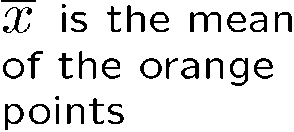 x̅ is the mean
of the orange
points